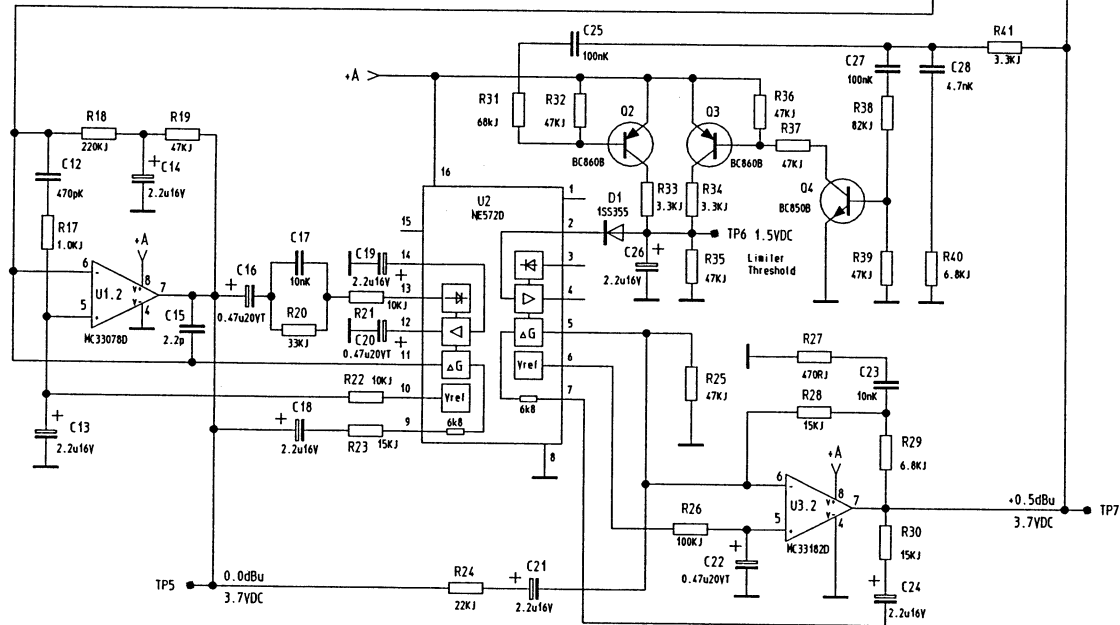 C25
100nK
R41
3.3KJ
+A
C27
100nK
C28
4.7nK
R31
68kJ
R32
47KJ
Q2
BC860B
Q3
BC860B
R36
47KJ
R37
47KJ
R38
82KJ
R18
220KJ
R19
47KJ
C12
470pK
+
C14
2.2u16V
16
U2
NE572D
1
D1
1SS355
R33
3.3KJ
R34
3.3KJ
Q4
BC850B
R17
1.0KJ
15
2
TP6 1.5VDC
Limiter
Threshold
+
C26
2.2u16V
R35
47KJ
R39
47KJ
R40
6.8KJ
+A
C17
10nK
C19
2.2u16V
+
14
3
6
-
U1.2
8
V+
V-
4
7
5
+
MC33078D
C16
+
0.47u20VT
R20
33KJ
R21
10KJ
13
4
C15
2.2p
C20
0.47u20VT
+
12
11
ΔG
ΔG
5
Vref
6
R22 10KJ
10
Vref
6k8
7
6k8
R25
47KJ
R27
470RJ
C23
10nK
R28
15KJ
+
C13
2.2u16V
+
C18
2.2u16V
R23
15KJ
9
8
R29
6.8KJ
+A
6
-
U3.2
8
V+
V-
4
7
5
+
MC33182D
R26
100KJ
+
C22
0.47u20VT
+0.5dBu
3.7VDC
TP7
R30
15KJ
TP5
0.0dBu
3.7VDC
R24
22KJ
+
C21
2.2u16V
+
C24
2.2u16V